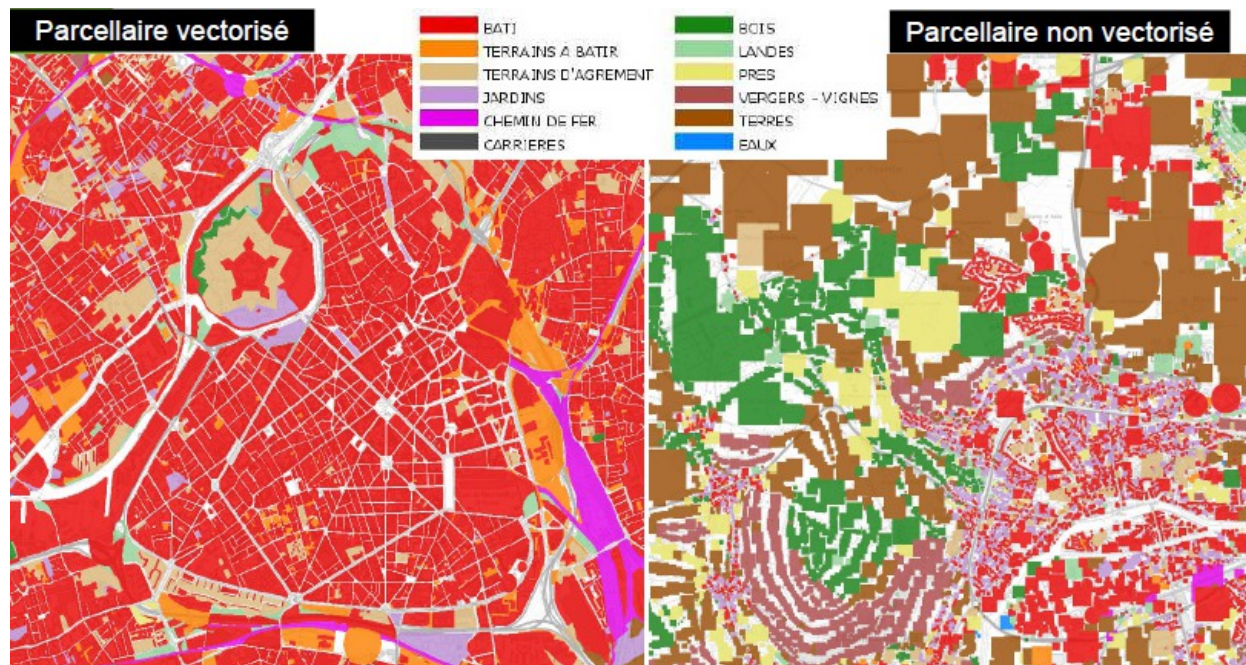 Parcellaire vectorisé
BATI
TERRAINS À BATIR
TERRAINS D'AGREMENT
JARDINS
CHEMIN DE FER
CARRIERES
BOIS
LANDES
PRES
VERGERS - VIGNES
TERRES
EAUX
Parcellaire non vectorisé